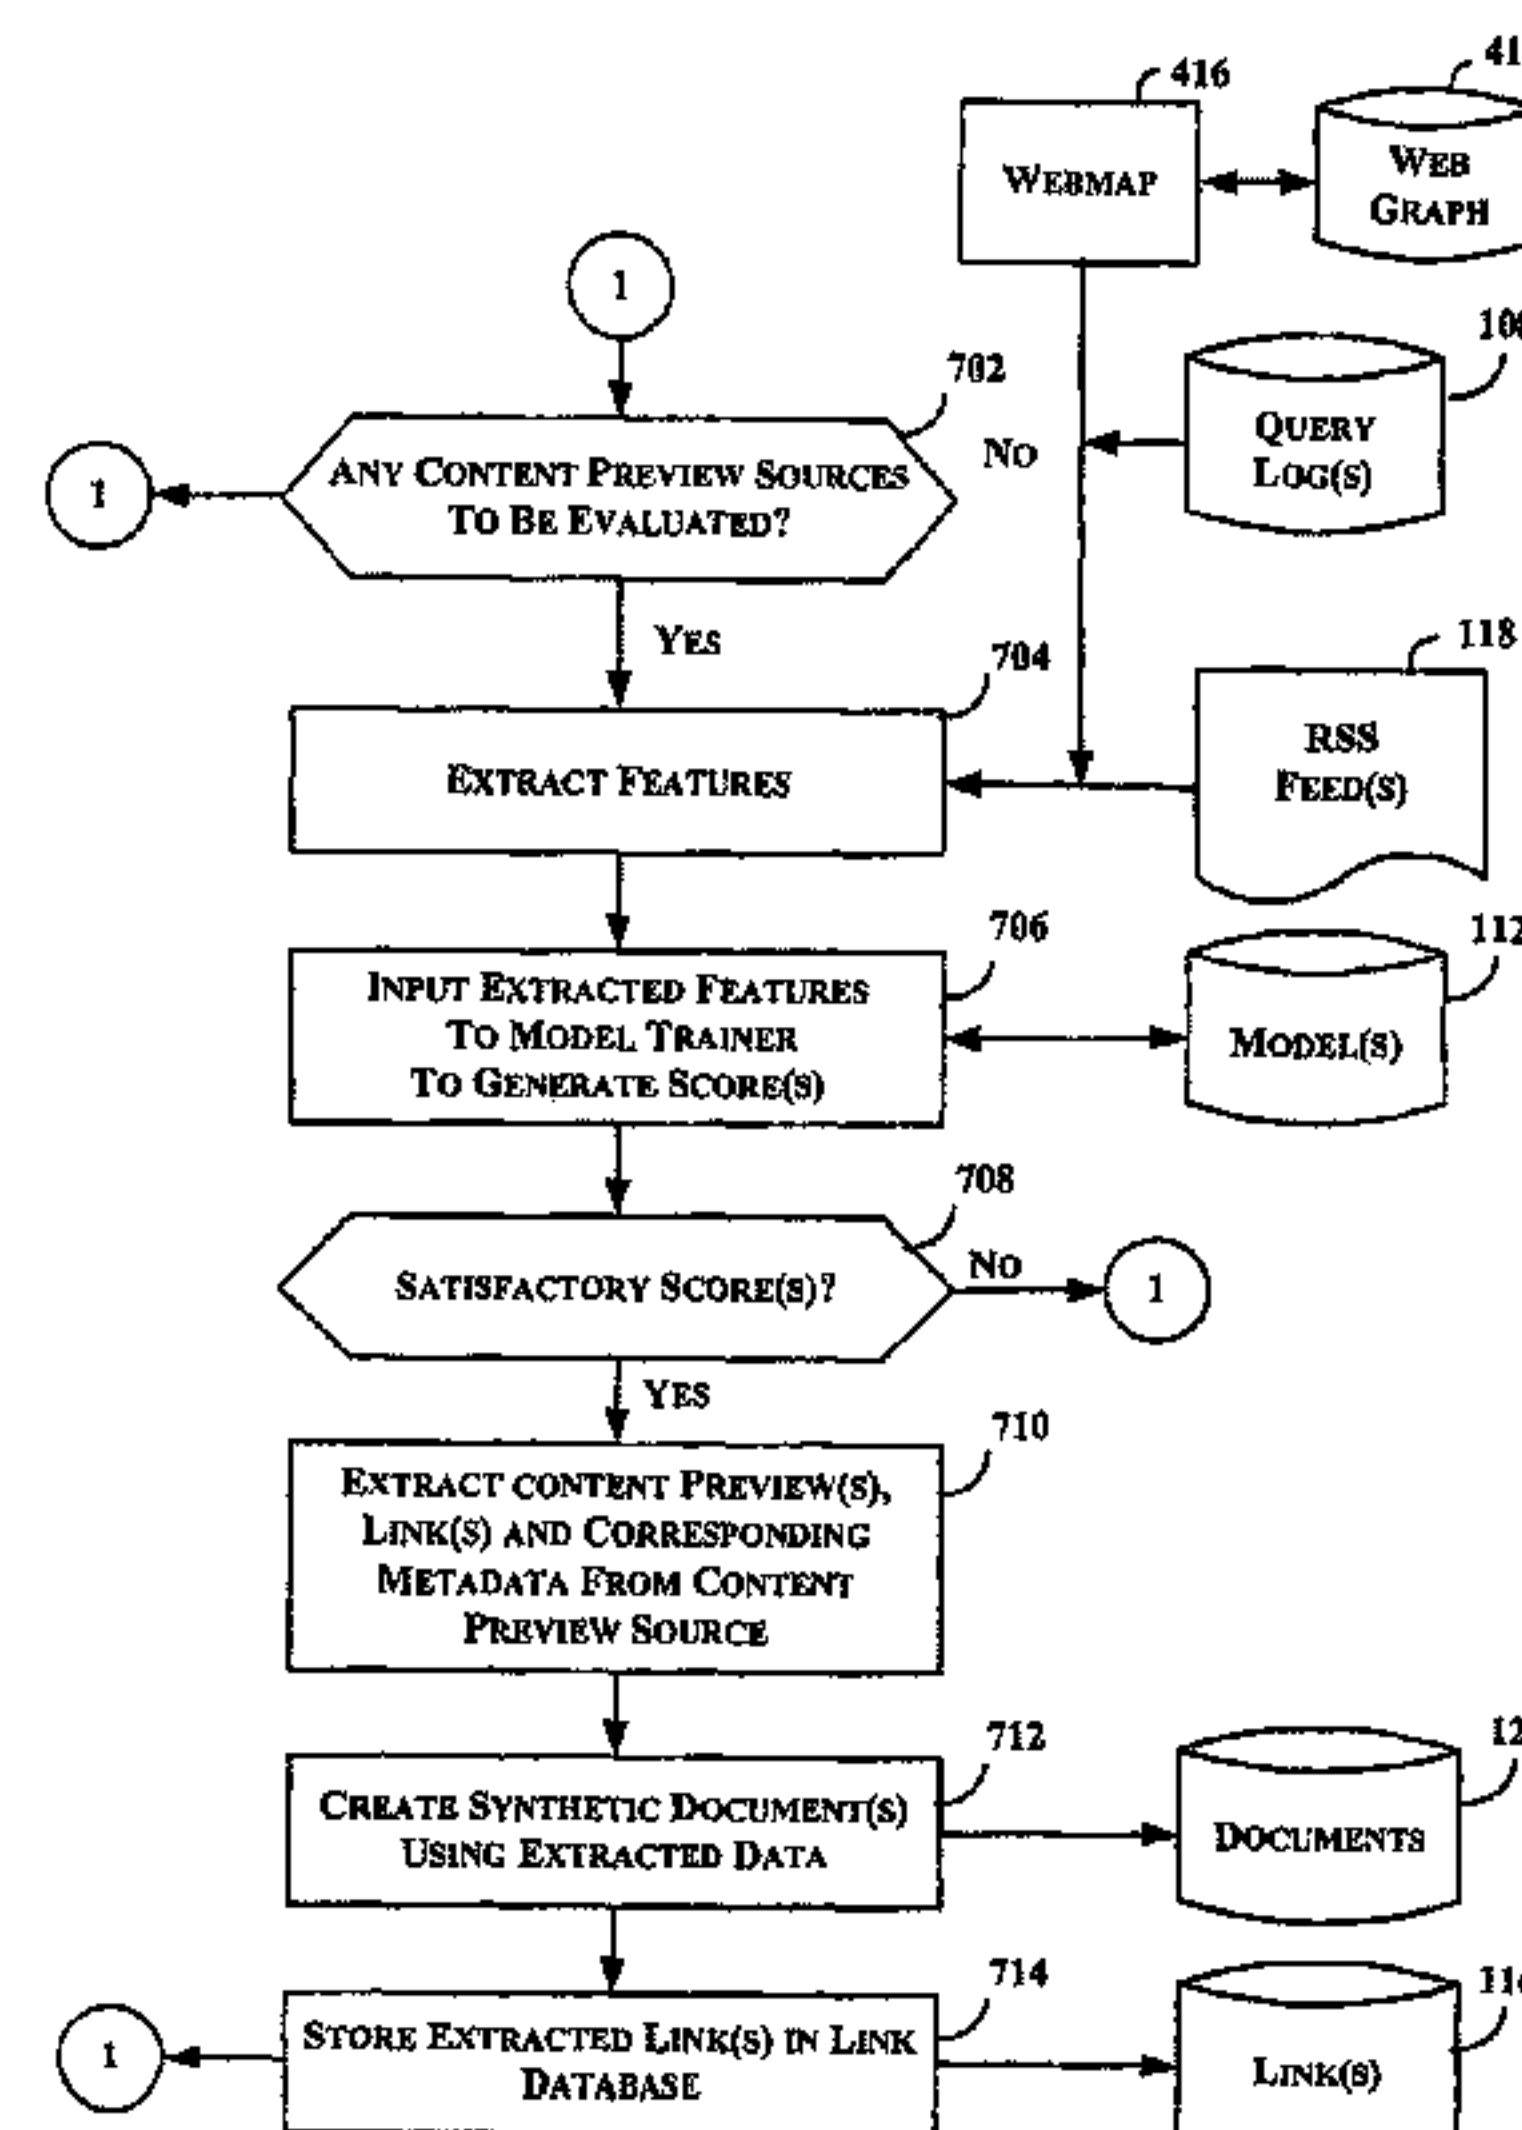 416
41
WEBMAP
WEB
GRAPH
1
702
NO
QUERY
LOG(S)
1
ANY CONTENT PREVIEW SOURCES
TO BE EVALUATED?
YES
704
118
EXTRACT FEATURES
RSS
FEED(S)
706
112
INPUT EXTRACTED FEATURES
TO MODEL TRAINER
TO GENERATE SCORE(S)
MODEL(S)
708
SATISFACTORY SCORE(S)?
NO
1
YES
710
EXTRACT CONTENT PREVIEW(S),
LINK(S) AND CORRESPONDING
METADATA FROM CONTENT
PREVIEW SOURCE
712
12
CREATE SYNTHETIC DOCUMENT(S)
USING EXTRACTED DATA
DOCUMENTS
714
1
STORE EXTRACTED LINK(S) IN LINK
DATABASE
LINK(S)